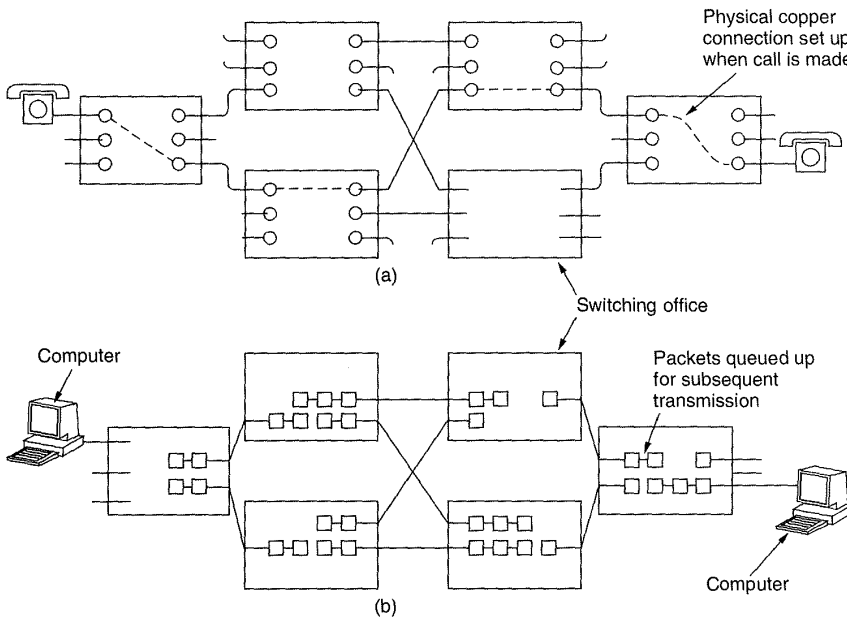 Physical copper
connection set up
when call is made
(a)
Switching office
Computer
Packets queued up
for subsequent
transmission
Computer
(b)